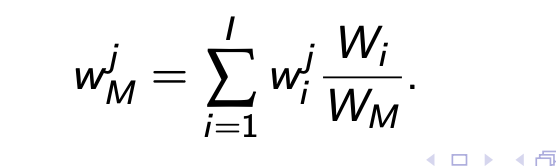 $w_M^j = \sum_{i=1}^{I} w_i^j \frac{W_i}{W_M}.$